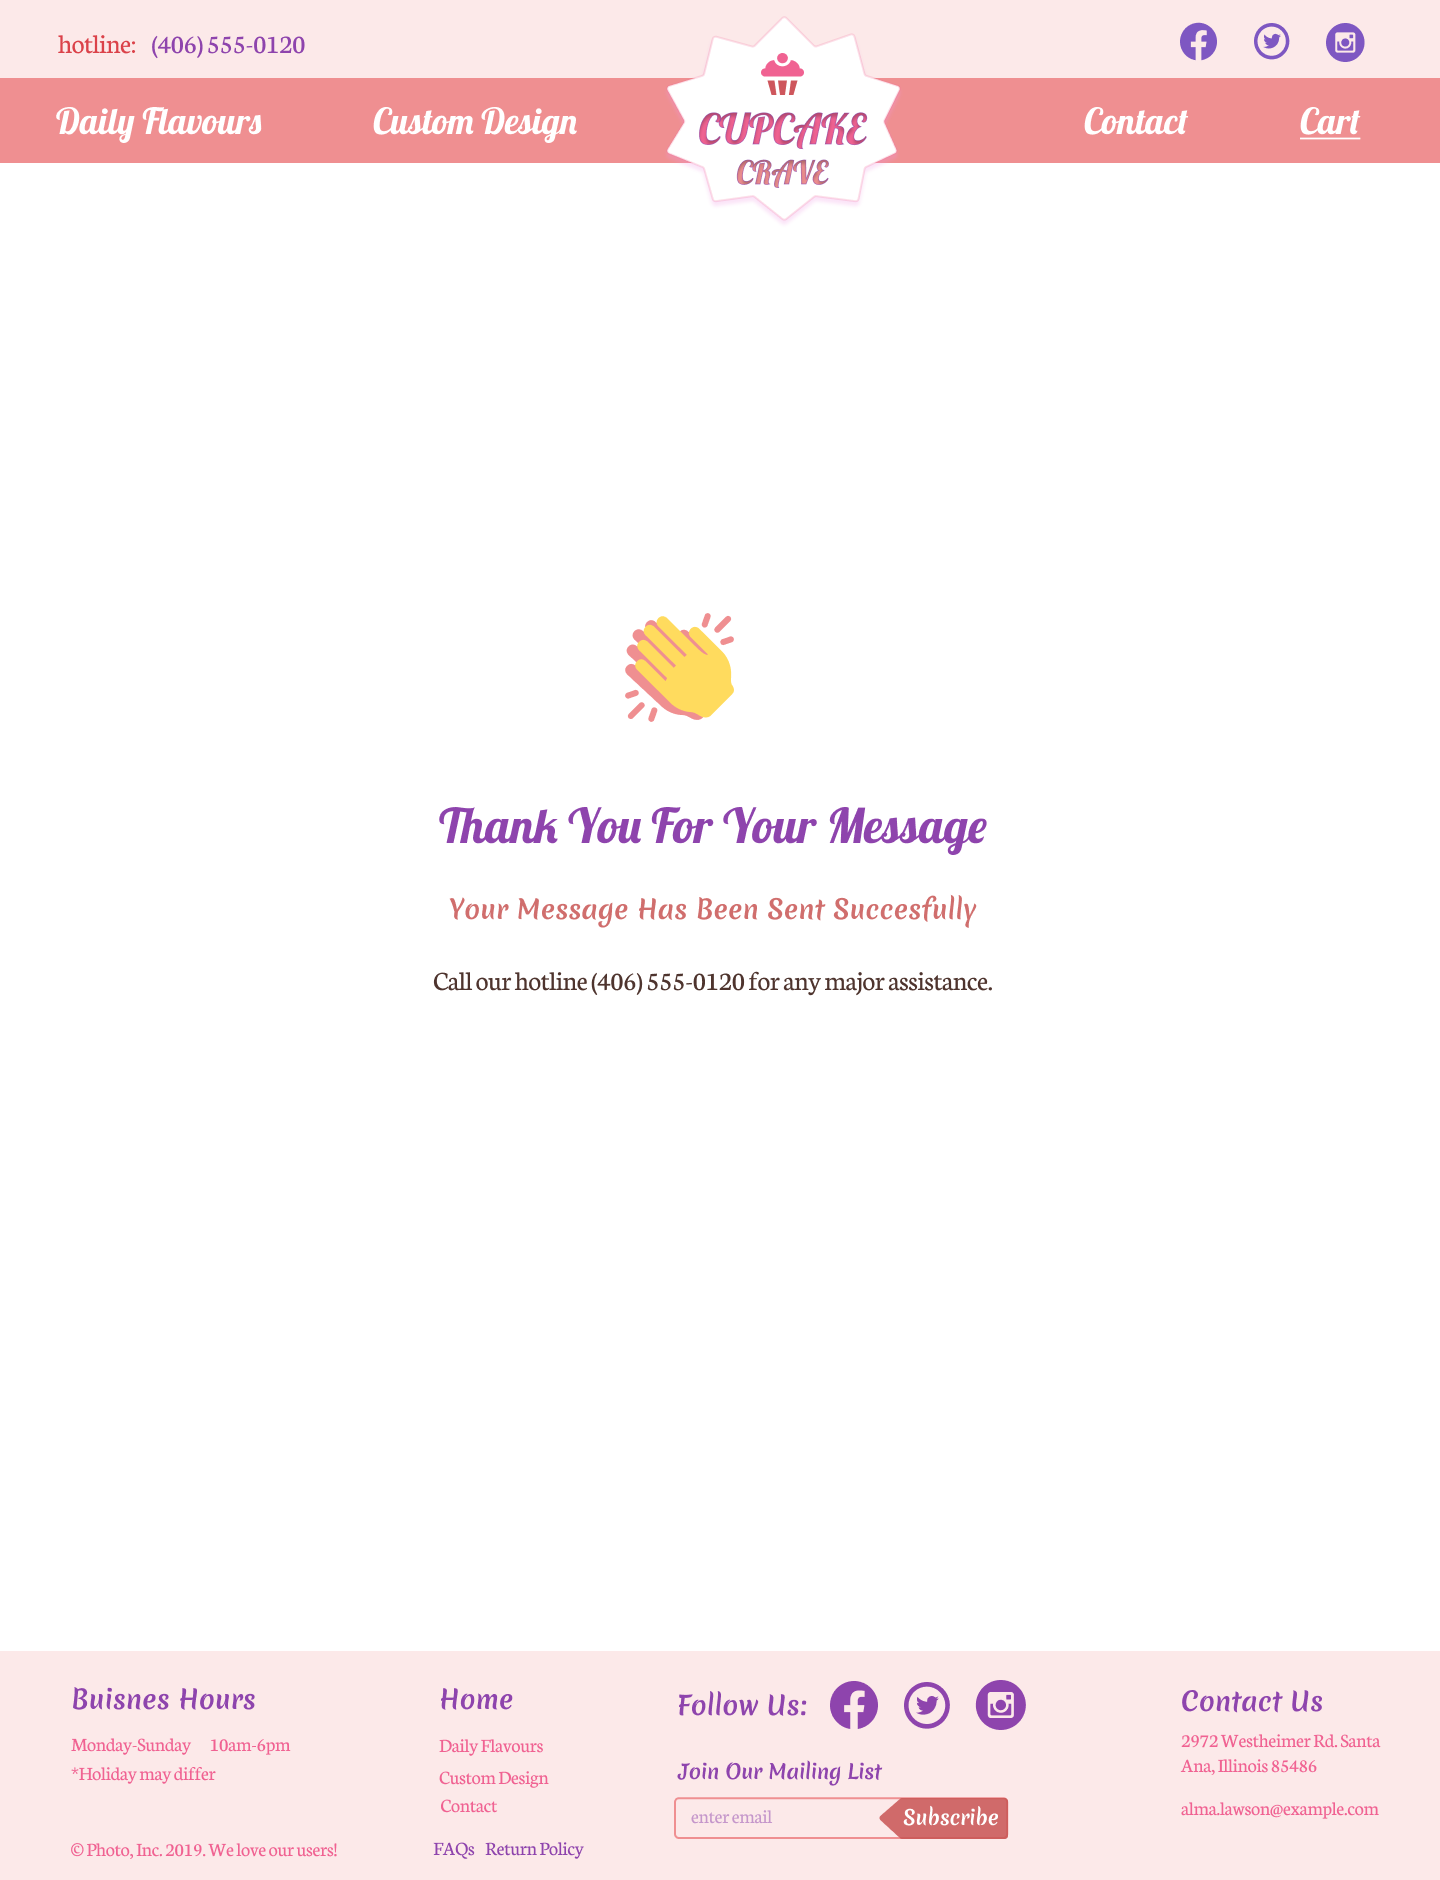 hotline: (406) 555-0120
Daily Flavours
Custom Design
CUPCAKE
CRAVE
Contact
Cart
Thank You For Your Message
Your Message Has Been Sent Succesfully
Call our hotline (406) 555-0120 for any major assistance.
Buisnes Hours
Monday-Sunday 10am-6pm
*Holiday may differ
© Photo, Inc. 2019. We love our users!
Home
Daily Flavours
Custom Design
Contact
FAQs Return Policy
Follow Us:
Join Our Mailing List
enter email
Subscribe
Contact Us
2972 Westheimer Rd. Santa
Ana, Illinois 85486
alma.lawson@example.com